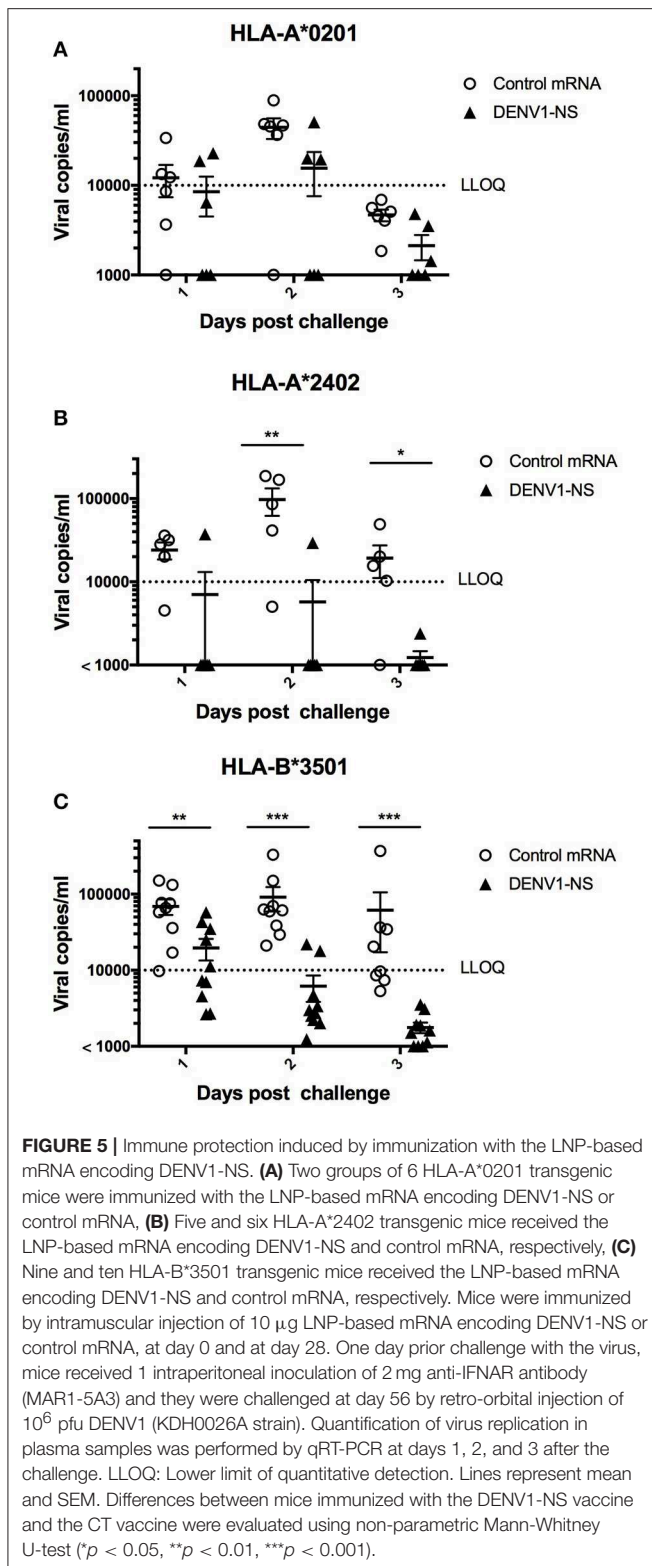 A
HLA-A*0201
Viral copies/ml
100000
10000
1000
1
2
3
Days post challenge
Control mRNA
DENV1-NS
LLOQ
B
HLA-A*2402
**
*
Viral copies/ml
100000
10000
< 1000
1
2
3
Days post challenge
Control mRNA
DENV1-NS
LLOQ
C
HLA-B*3501
**
***
***
Viral copies/ml
100000
10000
< 1000
1
2
3
Days post challenge
Control mRNA
DENV1-NS
LLOQ
FIGURE 5 | Immune protection induced by immunization with the LNP-based
mRNA encoding DENV1-NS. (A) Two groups of 6 HLA-A*0201 transgenic
mice were immunized with the LNP-based mRNA encoding DENV1-NS or
control mRNA, (B) Five and six HLA-A*2402 transgenic mice received the
LNP-based mRNA encoding DENV1-NS and control mRNA, respectively, (C)
Nine and ten HLA-B*3501 transgenic mice received the LNP-based mRNA
encoding DENV1-NS and control mRNA, respectively. Mice were immunized
by intramuscular injection of 10 μg LNP-based mRNA encoding DENV1-NS or
control mRNA, at day 0 and at day 28. One day prior challenge with the virus,
mice received 1 intraperitoneal inoculation of 2 mg anti-IFNAR antibody
(MAR1-5A3) and they were challenged at day 56 by retro-orbital injection of
10⁶ pfu DENV1 (KDH0026A strain). Quantification of virus replication in
plasma samples was performed by qRT-PCR at days 1, 2, and 3 after the
challenge. LLOQ: Lower limit of quantitative detection. Lines represent mean
and SEM. Differences between mice immunized with the DENV1-NS vaccine
and the CT vaccine were evaluated using non-parametric Mann-Whitney
U-test (*p < 0.05, **p < 0.01, ***p < 0.001).